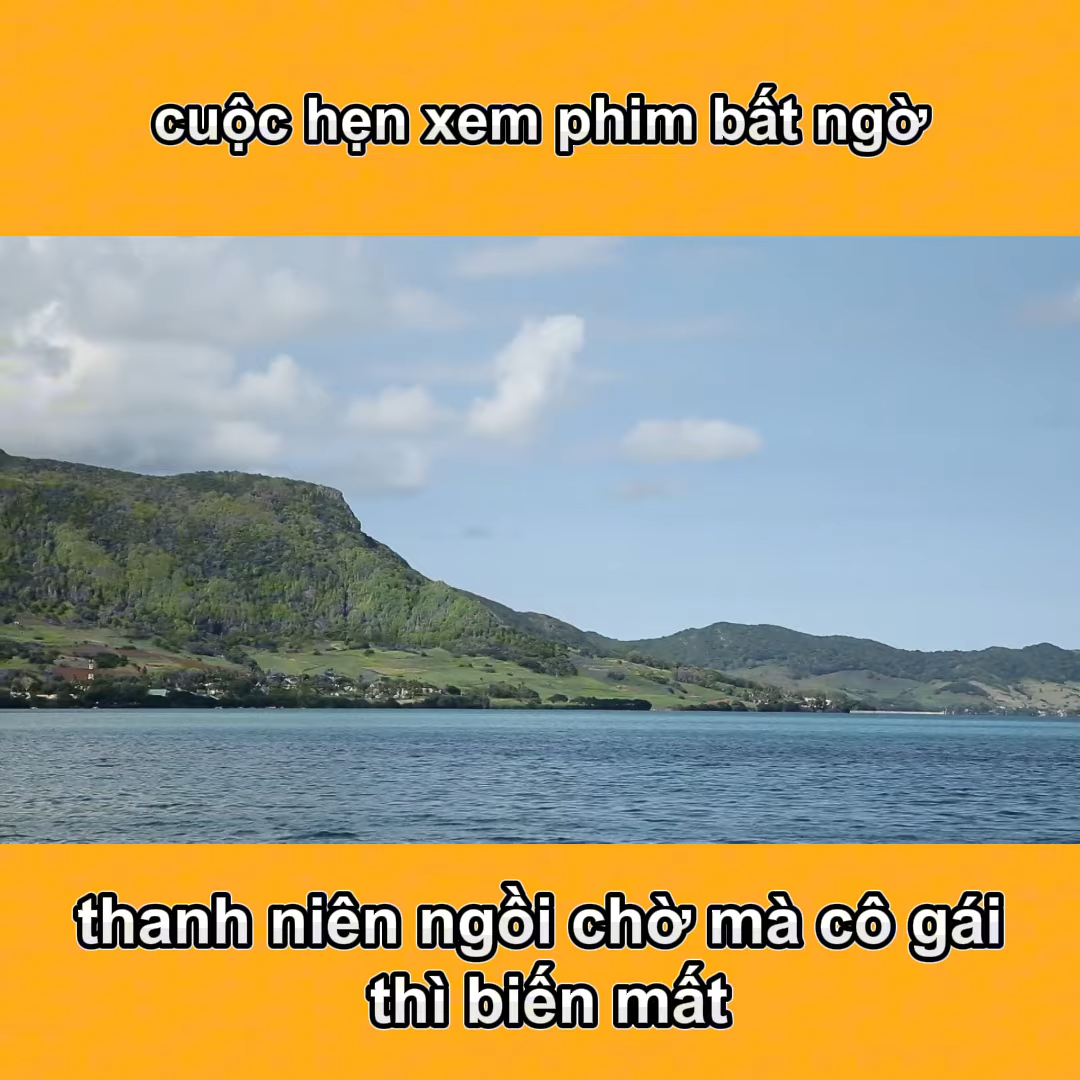 cuộc hẹn xem phim bất ngờ
thanh niên ngồi chờ mà cô gái
thì biến mất